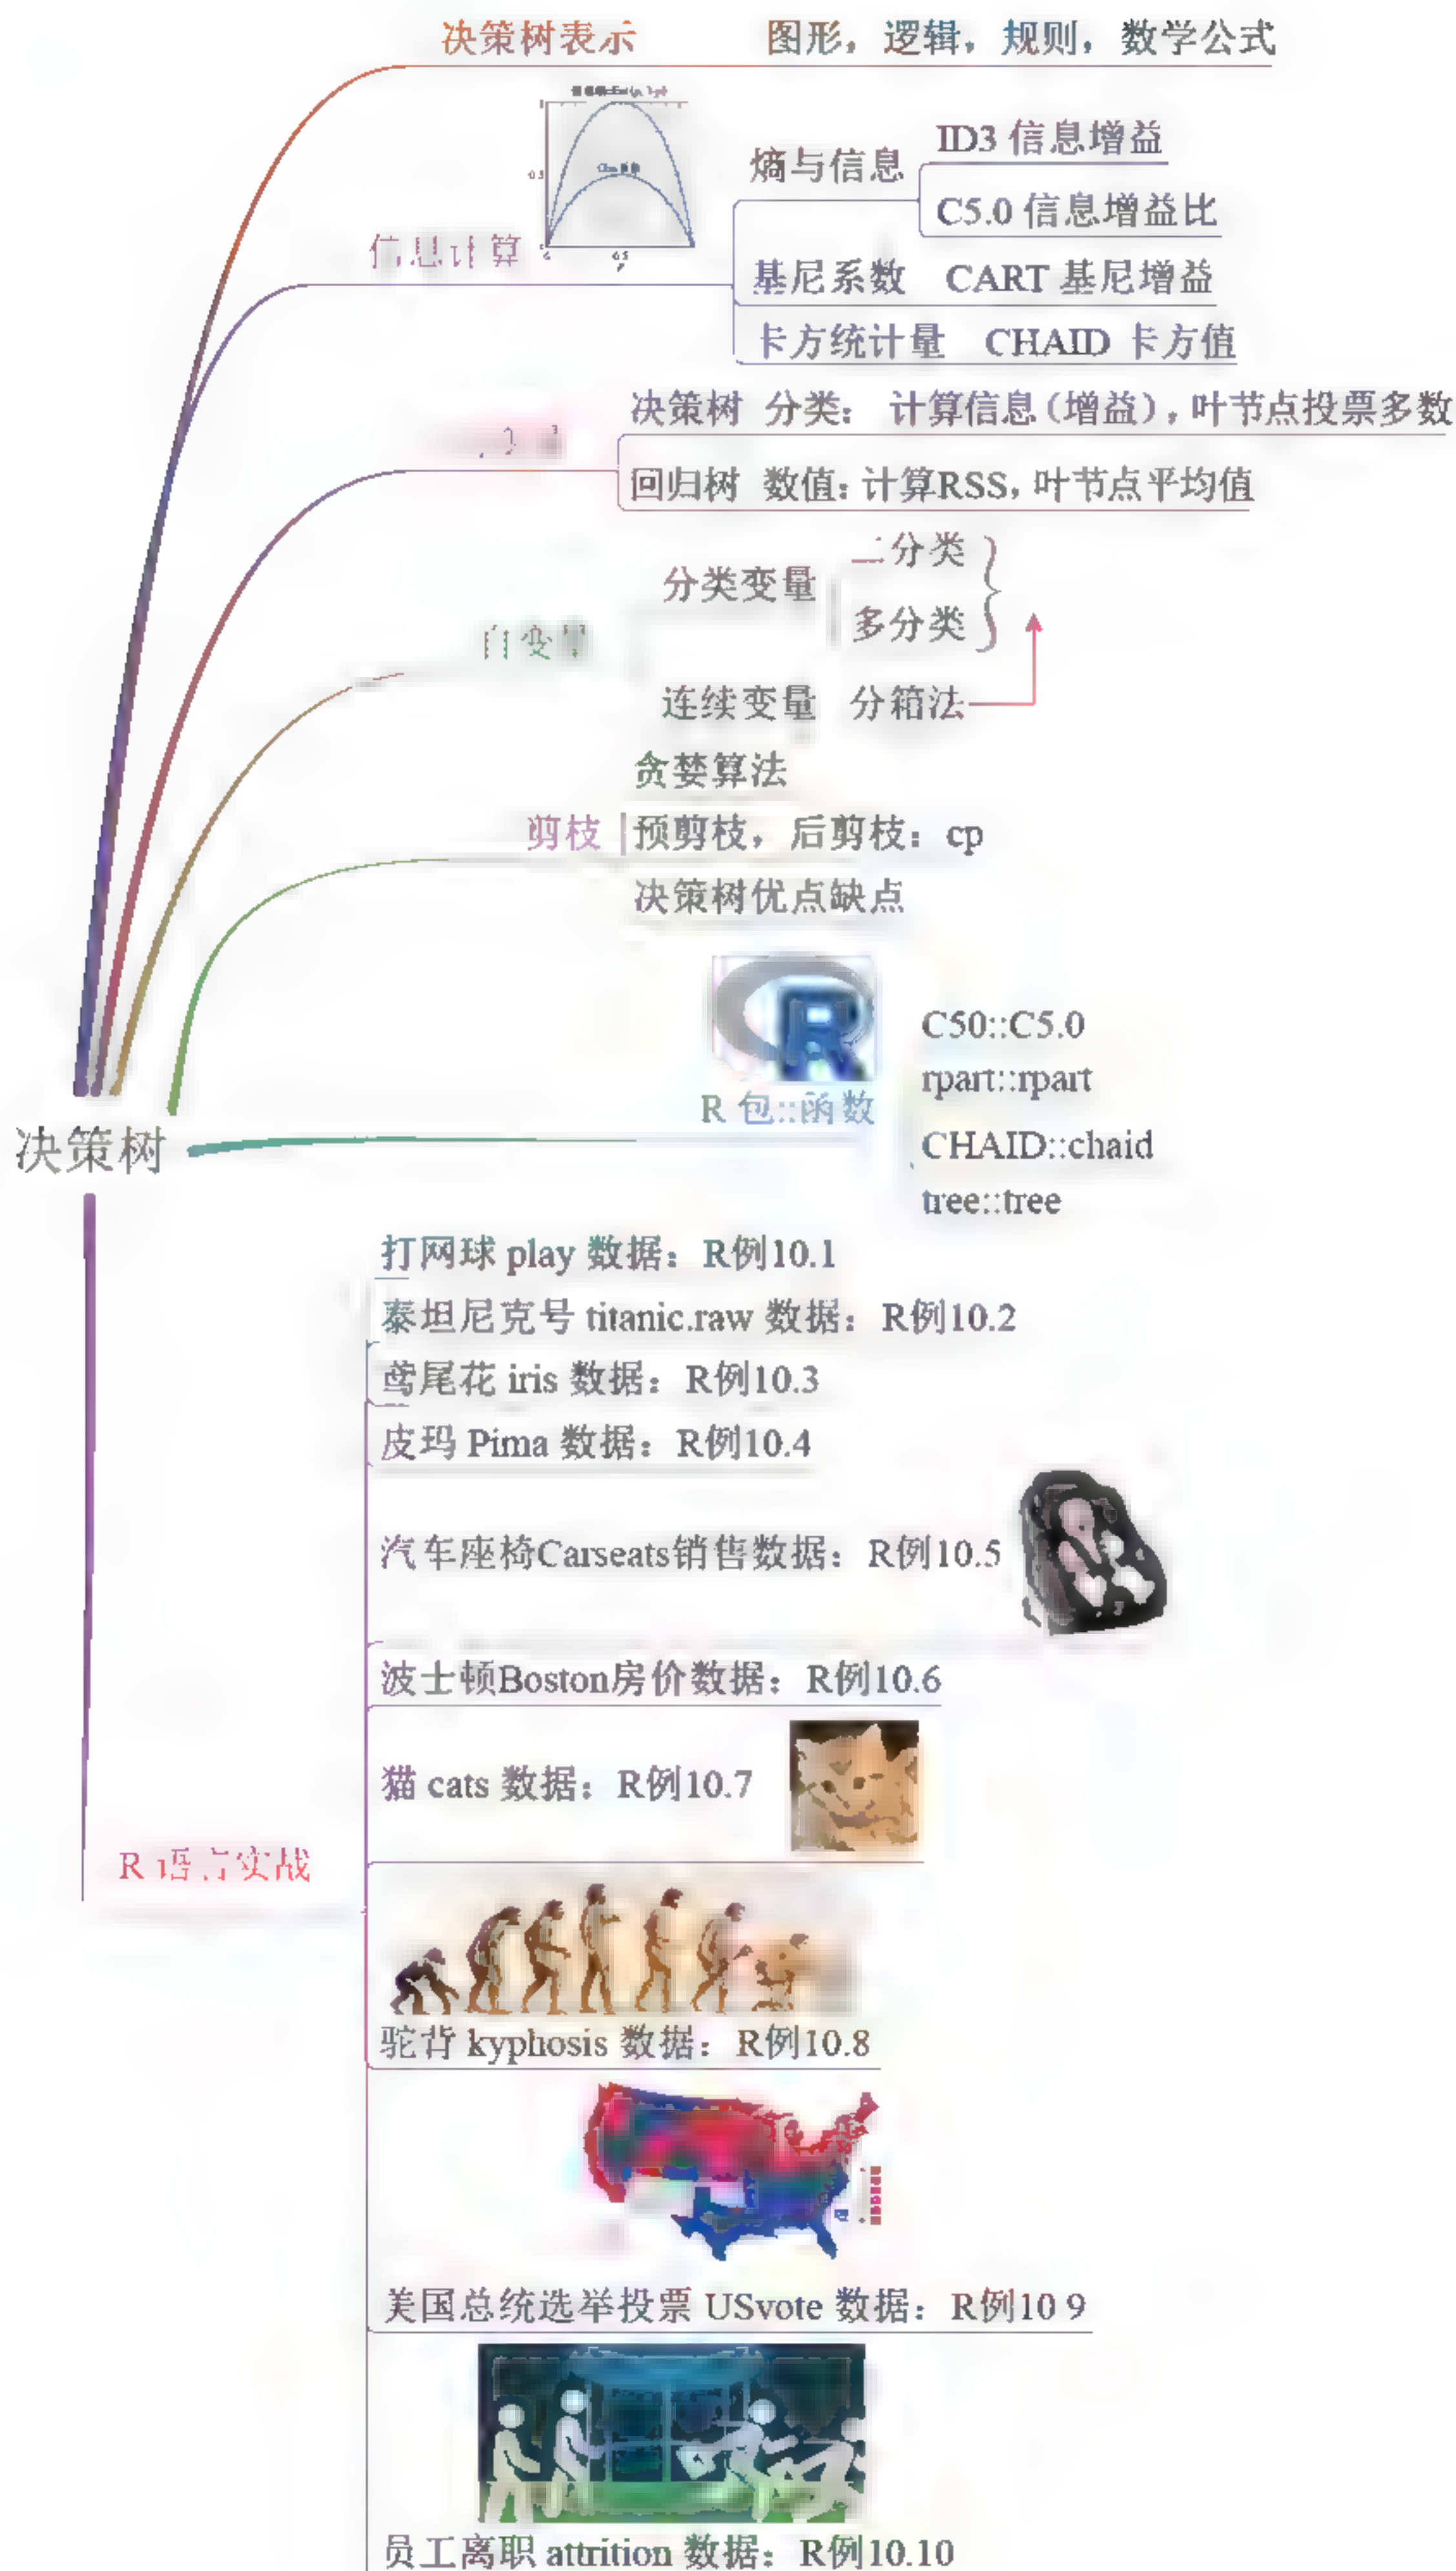 决策树表示 图形，逻辑，规则，数学公式
信息计算
熵与信息
ID3 信息增益
C5.0 信息增益比
基尼系数 CART 基尼增益
卡方统计量 CHAID 卡方值
决策树 分类： 计算信息（增益），叶节点投票多数
回归树 数值：计算RSS，叶节点平均值
自变量
分类变量
二分类
多分类
连续变量 分箱法
贪婪算法
剪枝
预剪枝，后剪枝：cp
决策树优点缺点
R 包::函数
C50::C5.0
rpart::rpart
CHAID::chaid
tree::tree
决策树
打网球 play 数据：R例10.1
泰坦尼克号 titanic.raw 数据：R例10.2
鸢尾花 iris 数据：R例10.3
皮玛 Pima 数据：R例10.4
汽车座椅Carseats销售数据：R例10.5
波士顿Boston房价数据：R例10.6
猫 cats 数据：R例10.7
R 语言实战
驼背 kyphosis 数据：R例10.8
美国总统选举投票 USvote 数据：R例10 9
员工离职 attrition 数据：R例10.10